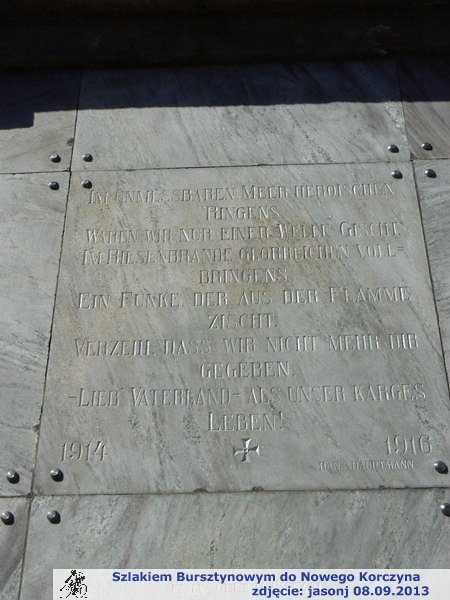 IM UNMESSBAREN MEER HEROISCHEN
RINGENS
WAREN WIR NUR EINER WELLE GISCHT.
IM RIESENBRANDE GLORREICHEN VOLL-
BRINGENS
EIN FUNKE, DER AUS DER FLAMME
ZISCHT.
VERZEIH, DASS WIR NICHT MEHR DIR
GEGEBEN,
-LIEB' VATERLAND- ALS UNSER KARGES
LEBEN!
1914 1916
HANS HAUPTMANN
Szlakiem Bursztynowym do Nowego Korczyna
zdjęcie: jasonj 08.09.2013